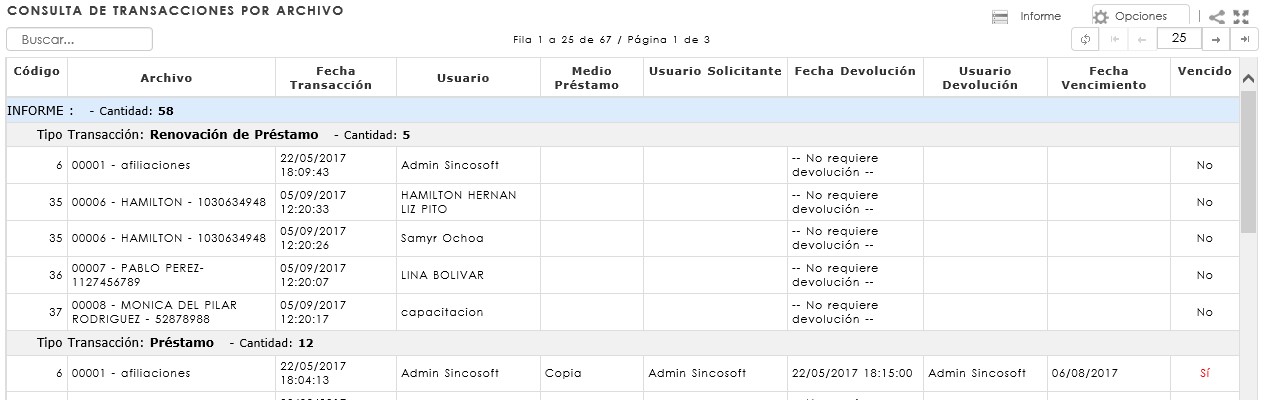 CONSULTA DE TRANSACCIONES POR ARCHIVO
Informe
Opciones
Buscar...
Fila 1 a 25 de 67 / Página 1 de 3
25
Código Archivo Fecha Transacción Usuario Medio Préstamo Usuario Solicitante Fecha Devolución Usuario Devolución Fecha Vencimiento Vencido
INFORME : - Cantidad: 58
Tipo Transacción: Renovación de Préstamo - Cantidad: 5
6 00001 - afiliaciones 22/05/2017 18:09:43 Admin Sincosoft -- No requiere devolución -- No
35 00006 - HAMILTON - 1030634948 05/09/2017 12:20:33 HAMILTON HERNAN LIZ PITO -- No requiere devolución -- No
35 00006 - HAMILTON - 1030634948 05/09/2017 12:20:26 Samyr Ochoa -- No requiere devolución -- No
36 00007 - PABLO PEREZ- 1127456789 05/09/2017 12:20:07 LINA BOLIVAR -- No requiere devolución -- No
37 00008 - MONICA DEL PILAR RODRIGUEZ - 52878988 05/09/2017 12:20:17 capacitacion -- No requiere devolución -- No
Tipo Transacción: Préstamo - Cantidad: 12
6 00001 - afiliaciones 22/05/2017 18:04:13 Admin Sincosoft Copia Admin Sincosoft 22/05/2017 18:15:00 Admin Sincosoft 06/08/2017 Sí